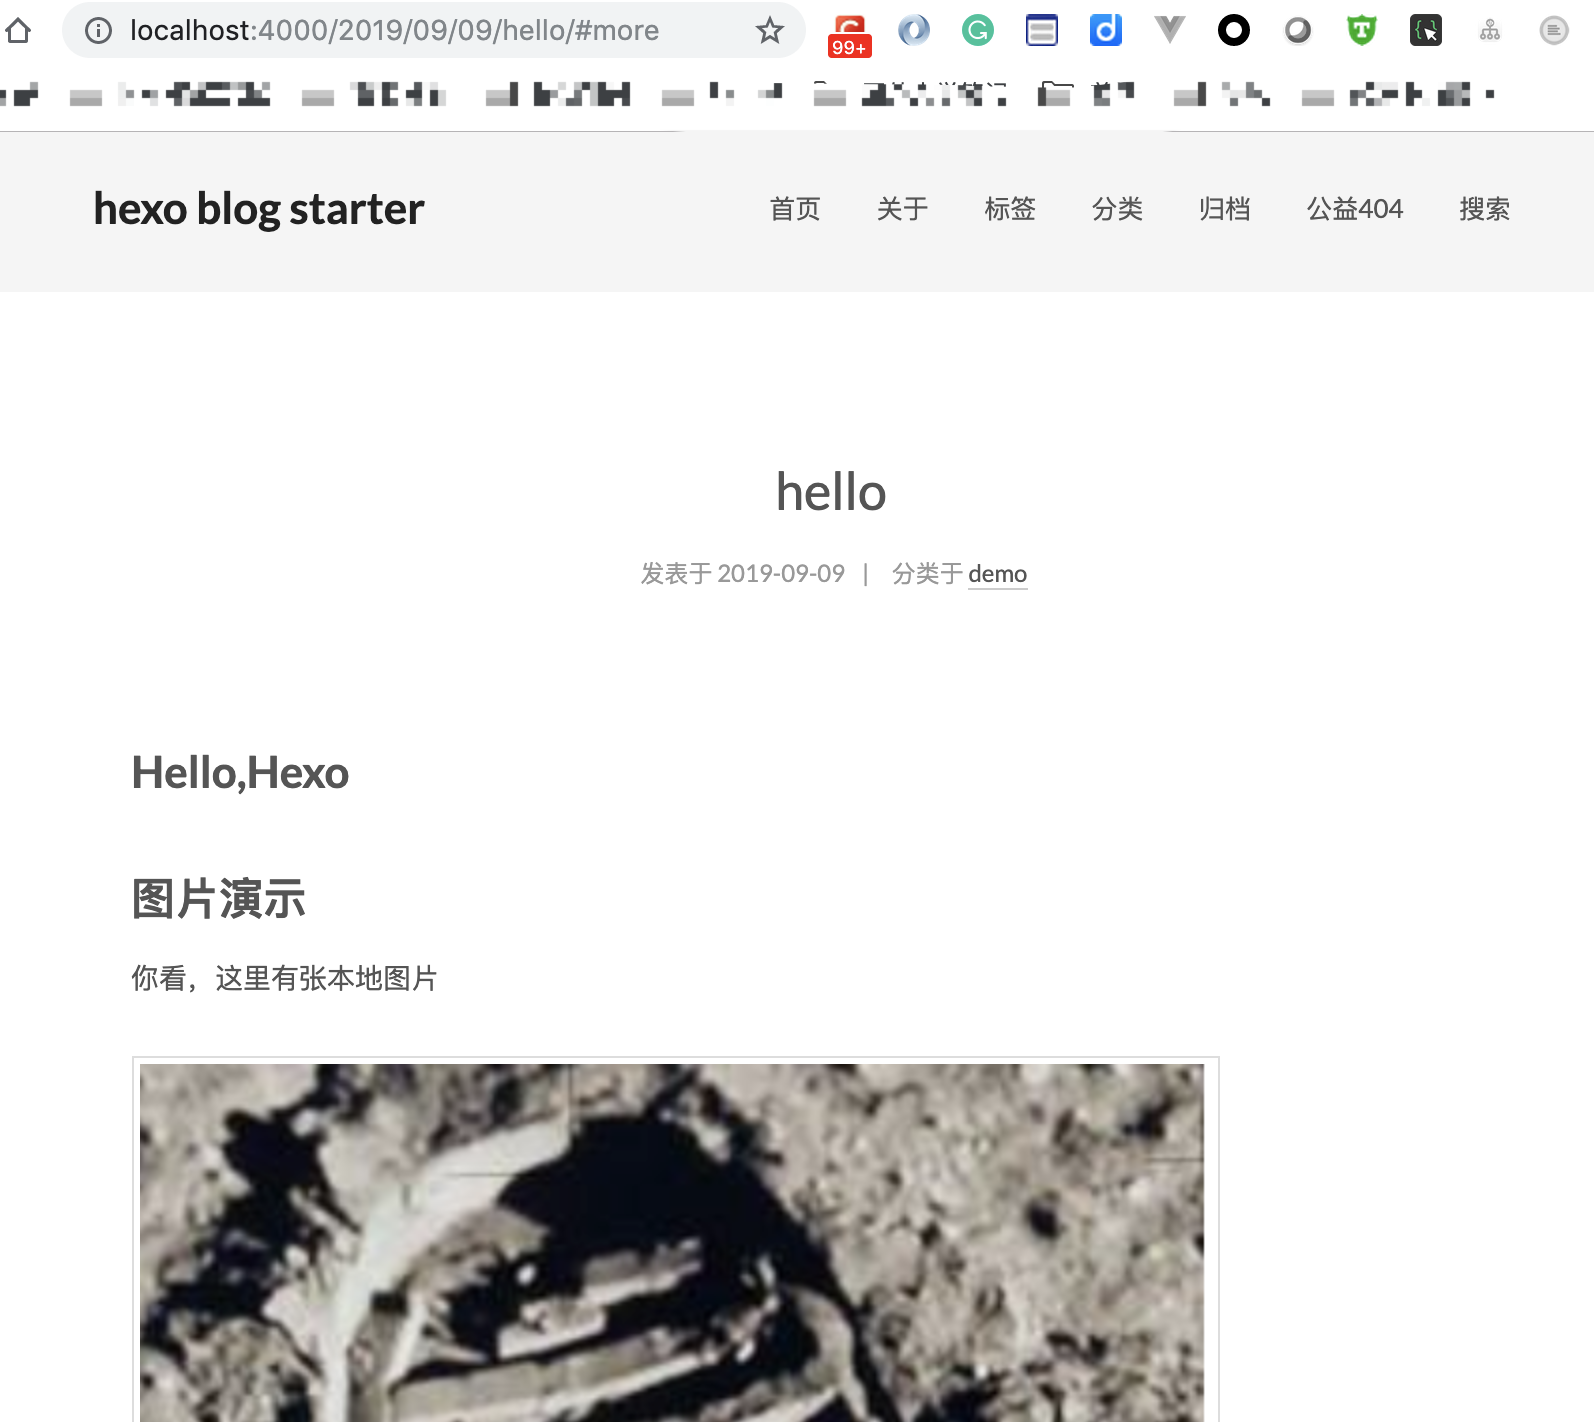 localhost:4000/2019/09/09/hello/#more
99+
hexo blog starter
首页 关于 标签 分类 归档 公益404 搜索
hello
发表于 2019-09-09 | 分类于 demo
Hello,Hexo
图片演示
你看，这里有张本地图片